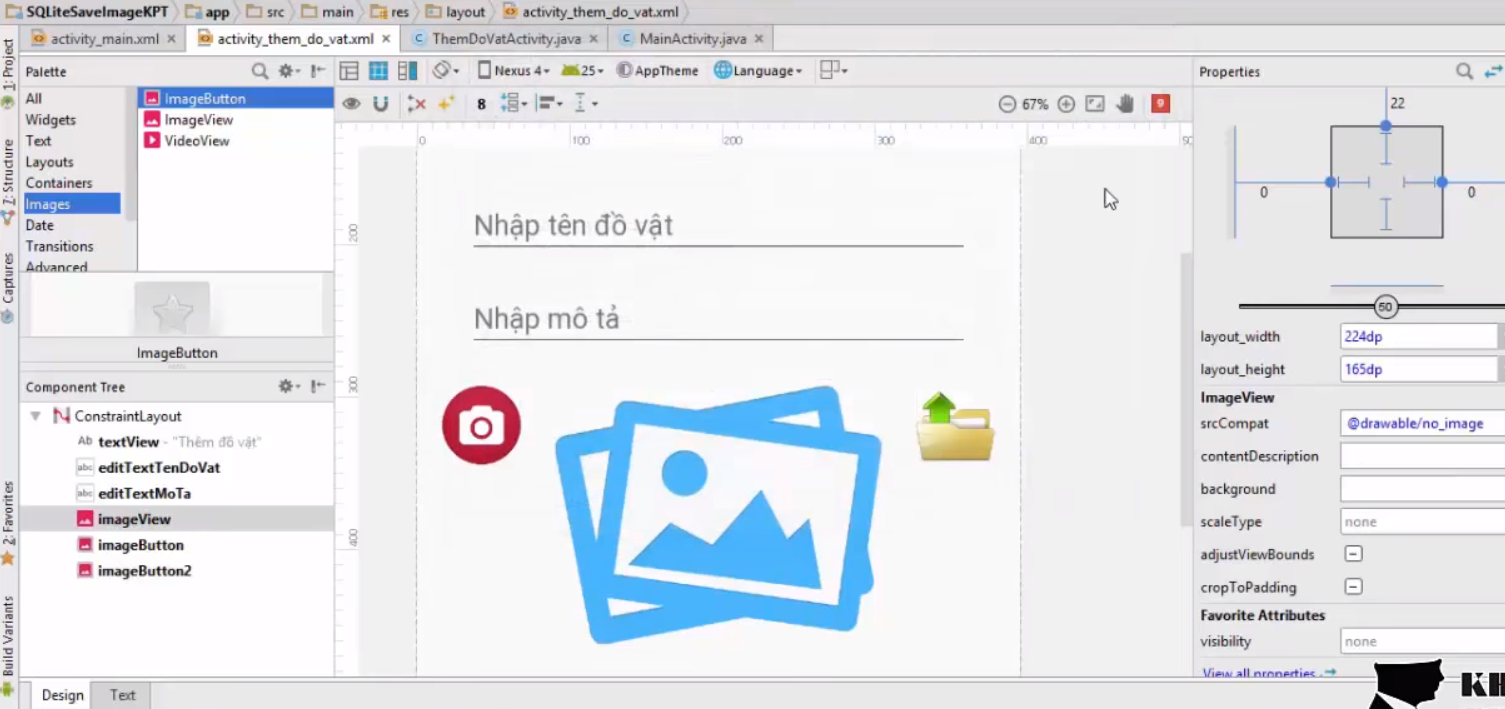 SQLiteSaveImageKPT app src main res layout activity_them_do_vat.xml
activity_main.xml activity_them_do_vat.xml ThemDoVatActivity.java MainActivity.java
1: Project
Z: Structure
Captures
2: Favorites
Build Variants
Palette
All
Widgets
Text
Layouts
Containers
Images
Date
Transitions
Advanced
ImageButton
ImageView
VideoView
ImageButton
Component Tree
ConstraintLayout
Ab textView - "Thêm đồ vật"
abc editTextTenDoVat
abc editTextMoTa
imageView
imageButton
imageButton2
Nexus 4 25 AppTheme Language
8 67% 9
0 100 200 300 400
200
300
400
Nhập tên đồ vật
Nhập mô tả
Properties
22
0 0
50
layout_width 224dp
layout_height 165dp
ImageView
srcCompat @drawable/no_image
contentDescription
background
scaleType none
adjustViewBounds
cropToPadding
Favorite Attributes
visibility none
View all properties
Design Text